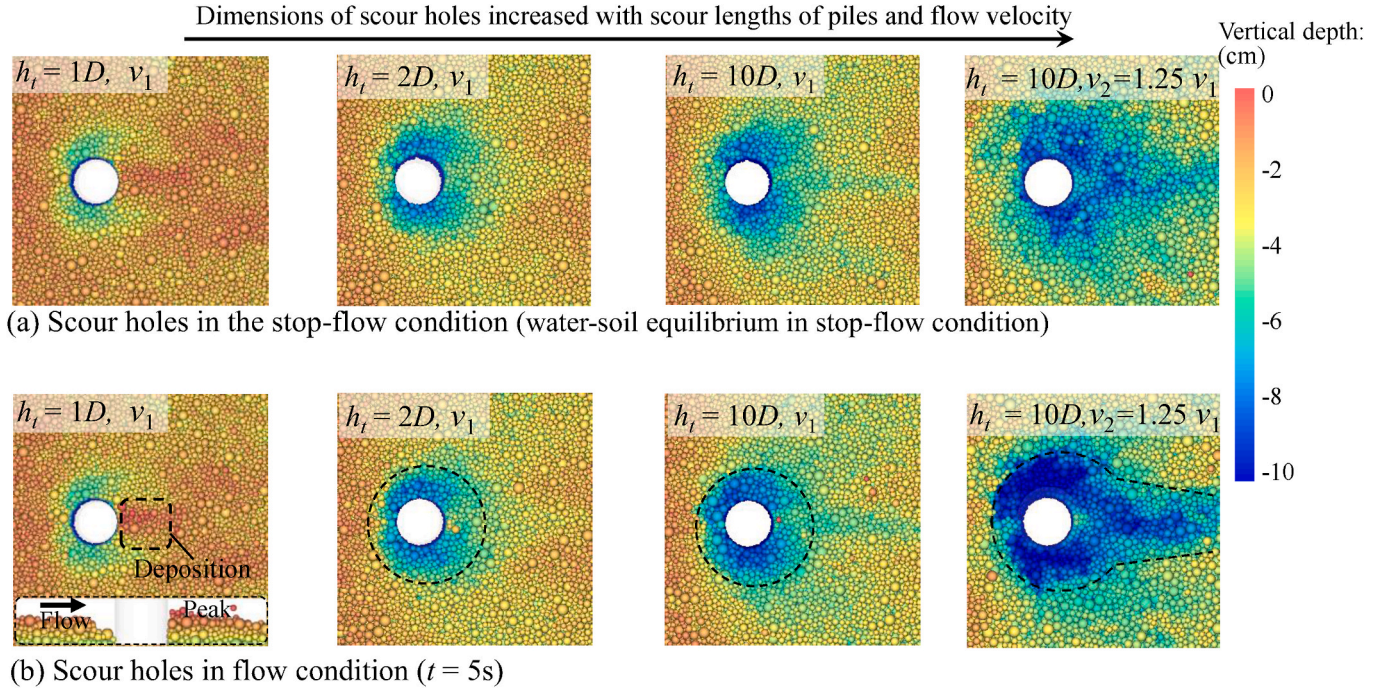 Dimensions of scour holes increased with scour lengths of piles and flow velocity
Vertical depth:
(cm)
h_t = 1D, v_1
h_t = 2D, v_1
h_t = 10D, v_1
h_t = 10D, v_2=1.25 v_1
0
-2
-4
-6
-8
-10
(a) Scour holes in the stop-flow condition (water-soil equilibrium in stop-flow condition)
h_t = 1D, v_1
h_t = 2D, v_1
h_t = 10D, v_1
h_t = 10D, v_2=1.25 v_1
Deposition
Flow
Peak
(b) Scour holes in flow condition (t = 5s)